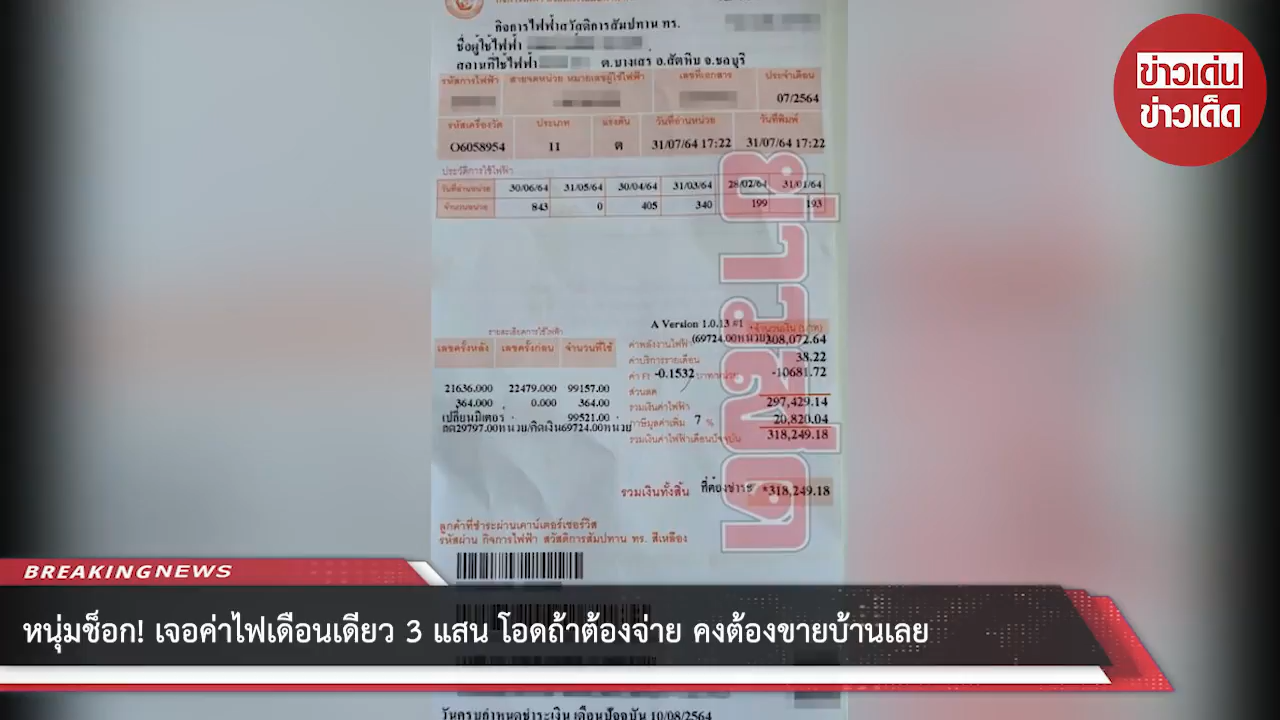 กิจการไฟฟ้าสวัสดิการสัมปทาน ทร.
ชื่อผู้ใช้ไฟฟ้า
สถานที่ใช้ไฟฟ้า ต.บางเสร่ อ.สัตหีบ จ.ชลบุรี
รหัสการไฟฟ้า สายจดหน่วย หมายเลขผู้ใช้ไฟฟ้า เลขที่เอกสาร ประจำเดือน
07/2564
รหัสเครื่องวัด ประเภท แรงดัน วันที่อ่านหน่วย วันที่พิมพ์
O6058954 11 ต 31/07/64 17:22 31/07/64 17:22
ประวัติการใช้ไฟฟ้า
วันที่อ่านหน่วย 30/06/64 31/05/64 30/04/64 31/03/64 28/02/64 31/01/64
จำนวนหน่วย 843 0 405 340 199 193
A Version 1.0.13 #1 จำนวนเงิน (บาท)
รายละเอียดการใช้ไฟฟ้า
เลขครั้งหลัง เลขครั้งก่อน จำนวนที่ใช้
ค่าพลังงานไฟฟ้า (69724.00หน่วย) 308,072.64
ค่าบริการรายเดือน 38.22
ค่า Ft -0.1532 บาท/หน่วย -10681.72
21636.000 22479.000 99157.00
ส่วนลด
364.000 0.000 364.00
รวมเงินค่าไฟฟ้า 297,429.14
เปลี่ยนมิเตอร์ 99521.00
ภาษีมูลค่าเพิ่ม 7 % 20,820.04
ลด29797.00หน่วย/คิดเงิน69724.00หน่วย
รวมเงินค่าไฟฟ้าเดือนปัจจุบัน 318,249.18
รวมเงินทั้งสิ้น ที่ต้องชำระ *318,249.18
ลูกค้าที่ชำระผ่านเคาน์เตอร์เซอร์วิส
รหัสผ่าน กิจการไฟฟ้า สวัสดิการสัมปทาน ทร. สีเหลือง
วันครบกำหนดชำระเงิน เดือนปัจจุบัน 10/08/2564
ข่าวเด่น
ข่าวเด็ด
BREAKINGNEWS
หนุ่มช็อก! เจอค่าไฟเดือนเดียว 3 แสน โอดถ้าต้องจ่าย คงต้องขายบ้านเลย